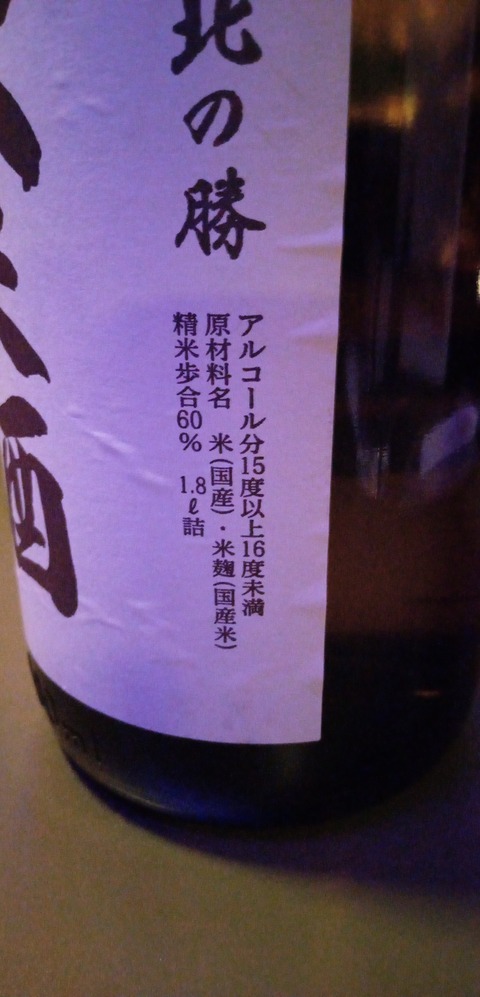 北の勝
アルコール分15度以上16度未満
原材料名 米(国産)・米麹(国産米)
精米歩合60% 1.8ℓ詰
米酒